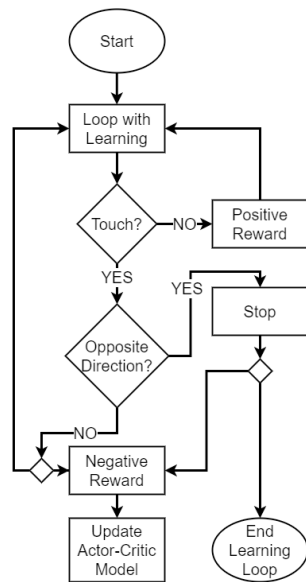 Start
Loop with
Learning
Touch?
NO
Positive
Reward
YES
YES
Stop
Opposite
Direction?
NO
Negative
Reward
Update
Actor-Critic
Model
End
Learning
Loop